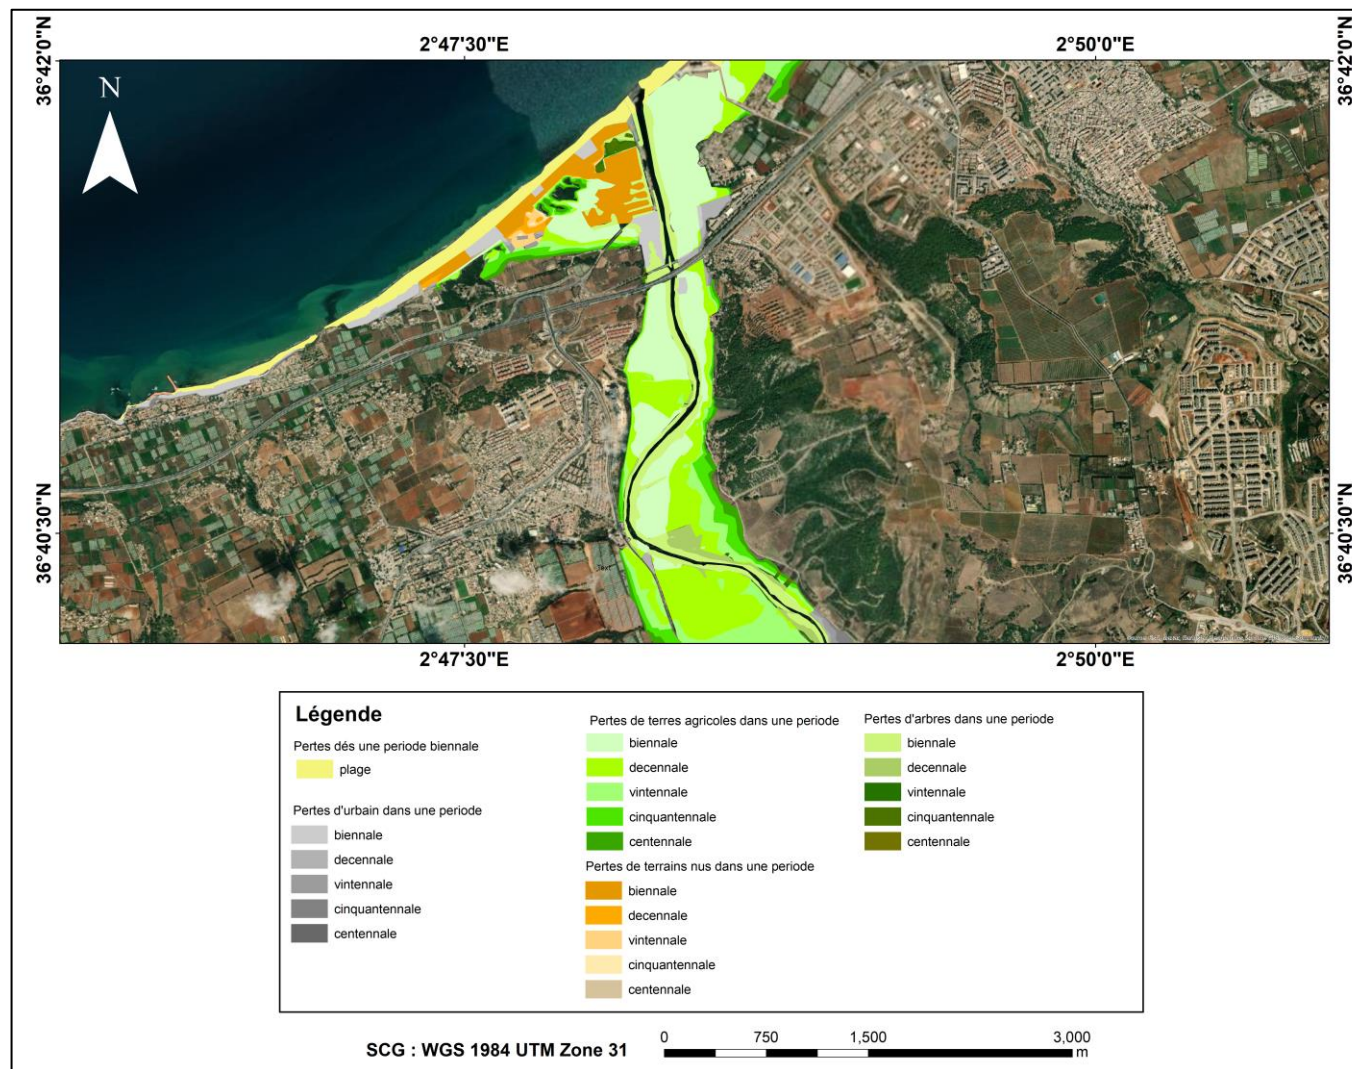 2°47'30"E
2°50'0"E
36°42'0"N
36°42'0"N
N
36°40'30"N
36°40'30"N
Text
2°47'30"E
2°50'0"E
Légende
Pertes dés une periode biennale
plage
Pertes d'urbain dans une periode
biennale
decennale
vintennale
cinquantennale
centennale
Pertes de terres agricoles dans une periode
biennale
decennale
vintennale
cinquantennale
centennale
Pertes de terrains nus dans une periode
biennale
decennale
vintennale
cinquantennale
centennale
Pertes d'arbres dans une periode
biennale
decennale
vintennale
cinquantennale
centennale
SCG : WGS 1984 UTM Zone 31
0 750 1,500 3,000
m